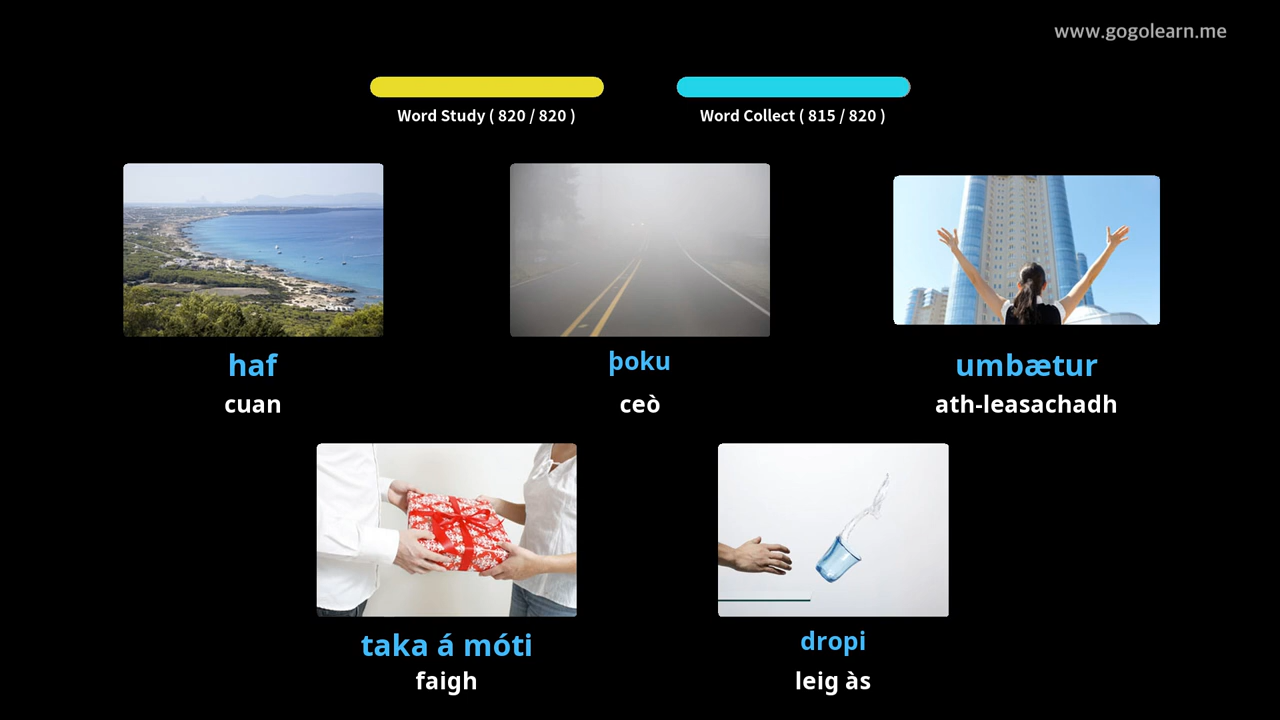 www.gogolearn.me
Word Study ( 820 / 820 )
Word Collect ( 815 / 820 )
haf
cuan
þoku
ceò
umbætur
ath-leasachadh
taka á móti
faigh
dropi
leig às